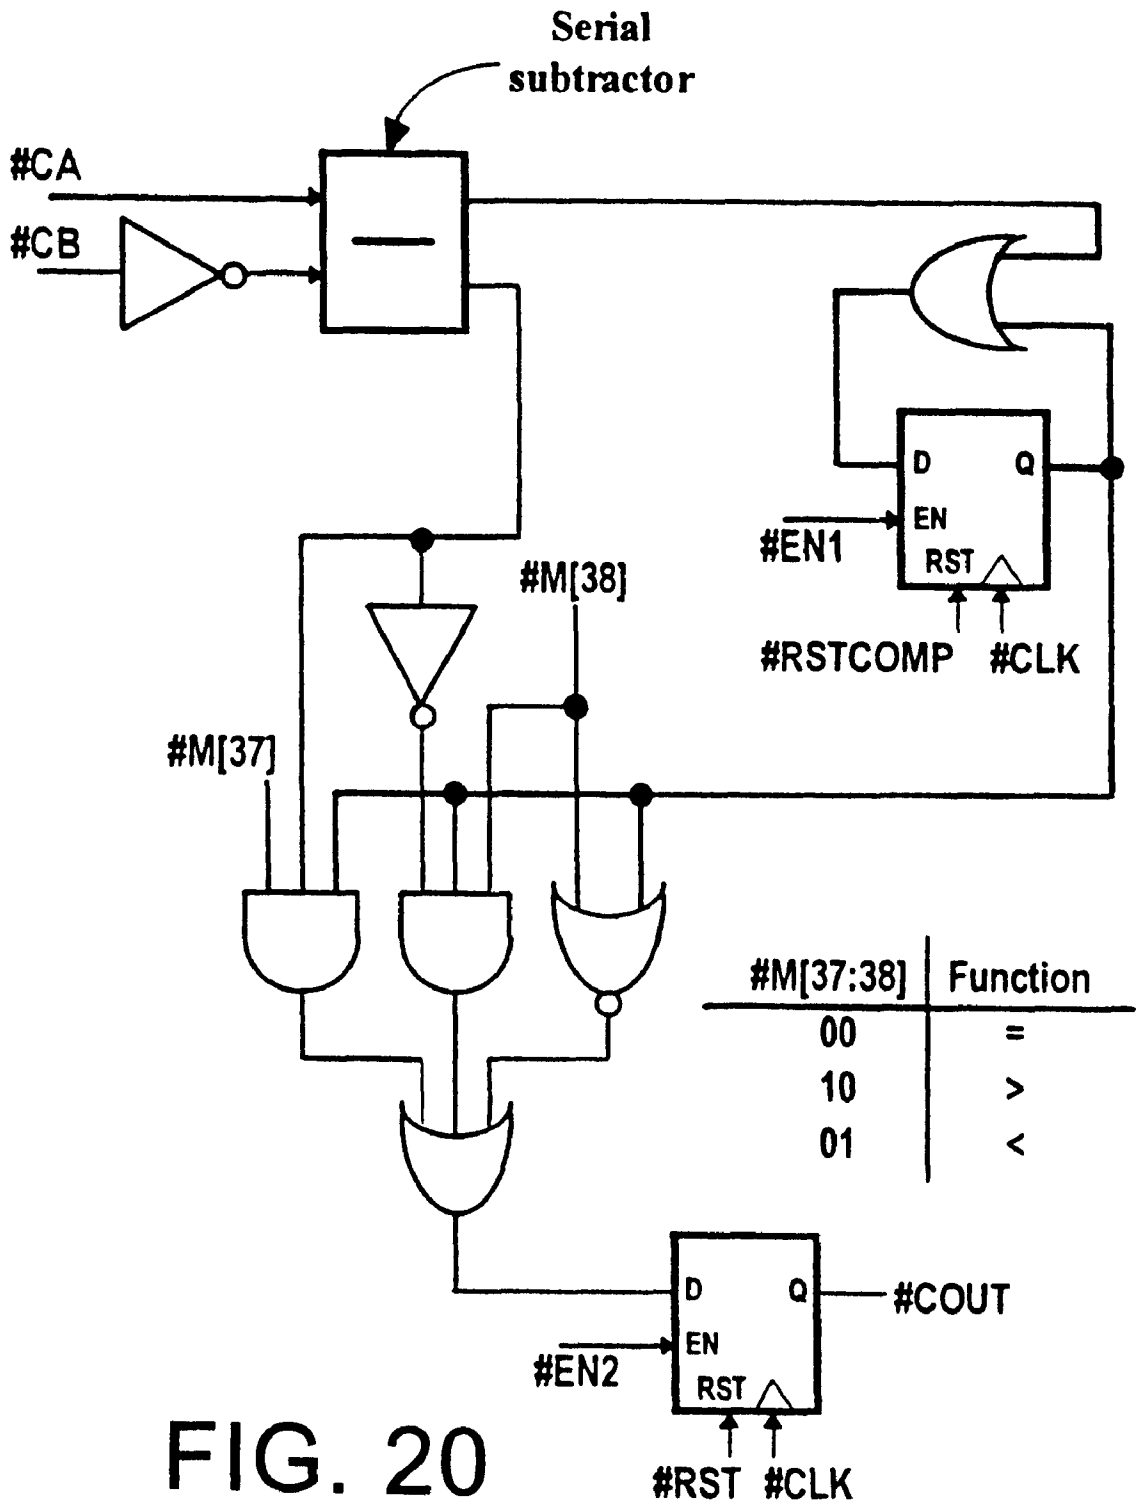 Serial
subtractor
#CA
#CB
D Q
EN
RST
#EN1
#RSTCOMP #CLK
#M[38]
#M[37]
#M[37:38] Function
00 =
10 >
01 <
D Q
EN
RST
#COUT
#EN2
#RST #CLK
FIG. 20